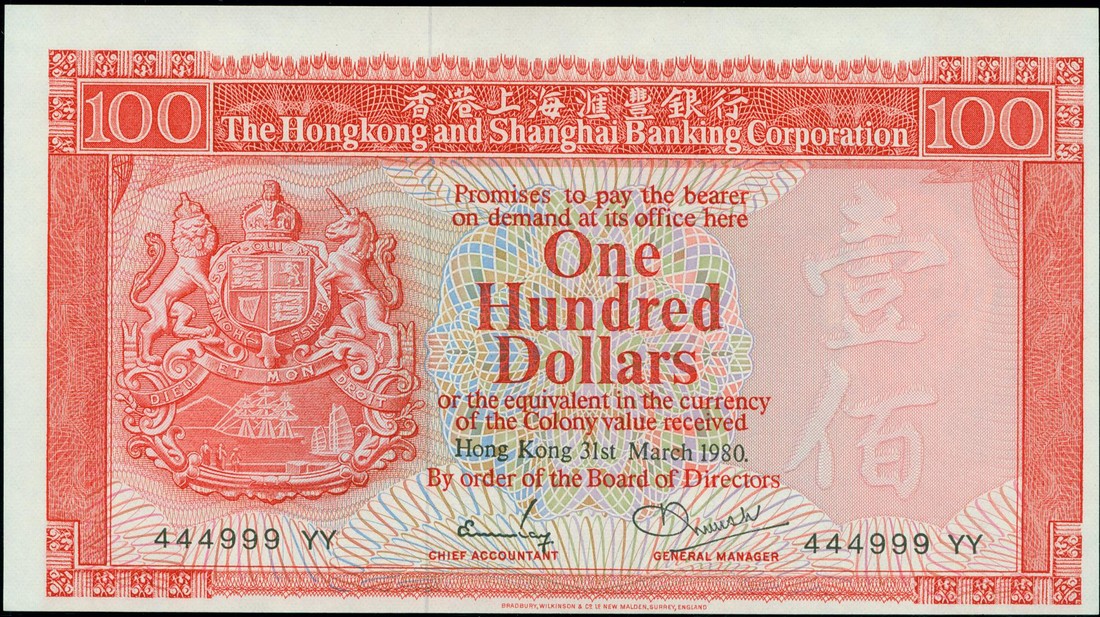 香港上海滙豐銀行
100 The Hongkong and Shanghai Banking Corporation 100
Promises to pay the bearer
on demand at its office here
One
Hundred
Dollars
or the equivalent in the currency
of the Colony value received
Hong Kong 31st March 1980.
By order of the Board of Directors
壹
佰
DIEU ET MON DROIT
444999 YY
CHIEF ACCOUNTANT
GENERAL MANAGER
444999 YY
BRADBURY, WILKINSON & Cº Lᵈ NEW MALDEN, SURREY, ENGLAND